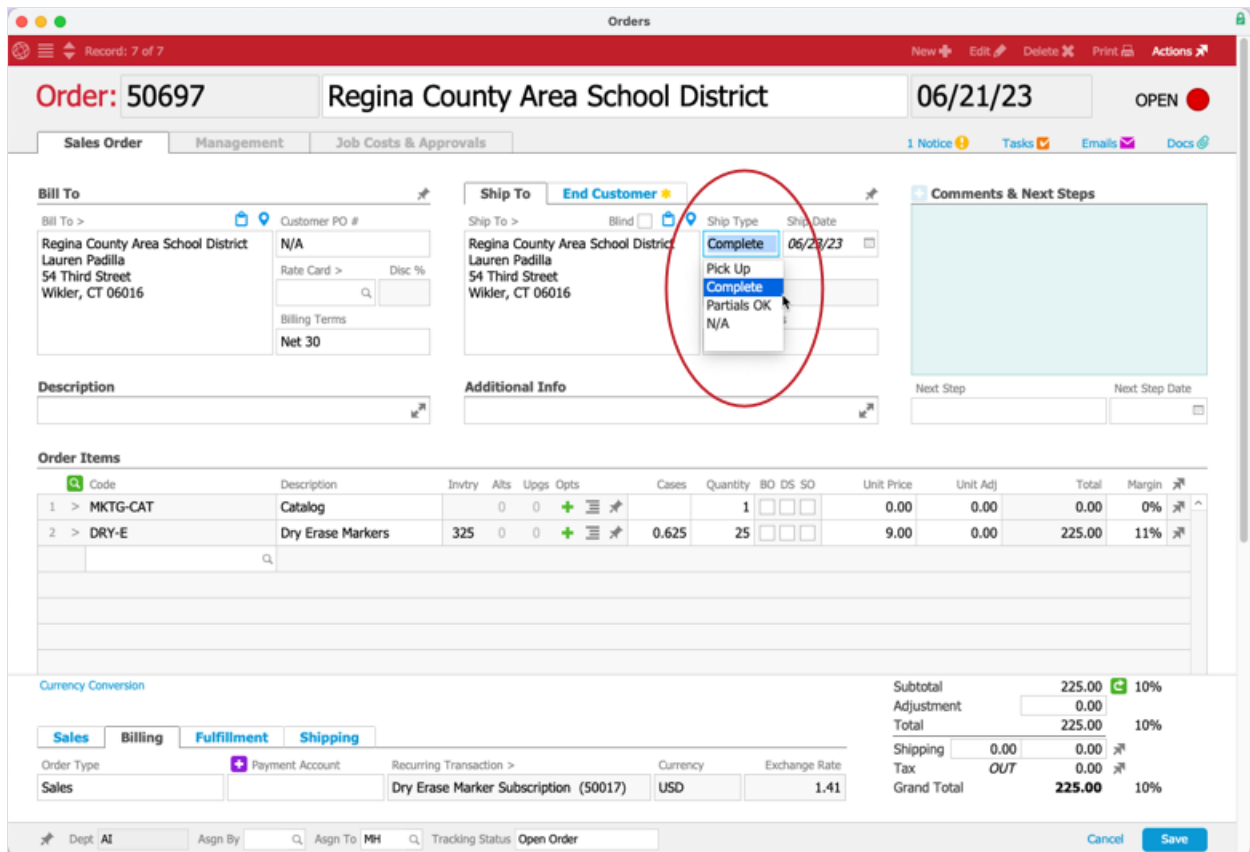 Orders
Record: 7 of 7
New Edit Delete Print Actions
Order: 50697 Regina County Area School District 06/21/23 OPEN
Sales Order Management Job Costs & Approvals 1 Notice Tasks Emails Docs
Bill To Ship To End Customer Comments & Next Steps
Bill To > Customer PO # Ship To > Blind Ship Type Ship Date
Regina County Area School District N/A Regina County Area School District Complete 06/23/23
Lauren Padilla Lauren Padilla
Rate Card > Disc % Pick Up
54 Third Street 54 Third Street
Wikler, CT 06016 Wikler, CT 06016 Complete
Partials OK
Billing Terms N/A
Net 30
Description Additional Info Next Step Next Step Date
Order Items
Code Description Invtry Alts Upgs Opts Cases Quantity BO DS SO Unit Price Unit Adj Total Margin
1 > MKTG-CAT Catalog 0 0 1 0.00 0.00 0.00 0%
2 > DRY-E Dry Erase Markers 325 0 0 0.625 25 9.00 0.00 225.00 11%
Currency Conversion
Subtotal 225.00 10%
Adjustment 0.00
Total 225.00 10%
Shipping 0.00 0.00
Tax OUT 0.00
Grand Total 225.00 10%
Sales Billing Fulfillment Shipping
Order Type Payment Account Recurring Transaction > Currency Exchange Rate
Sales Dry Erase Marker Subscription (50017) USD 1.41
Dept AI Asgn By Asgn To MH Tracking Status Open Order Cancel Save